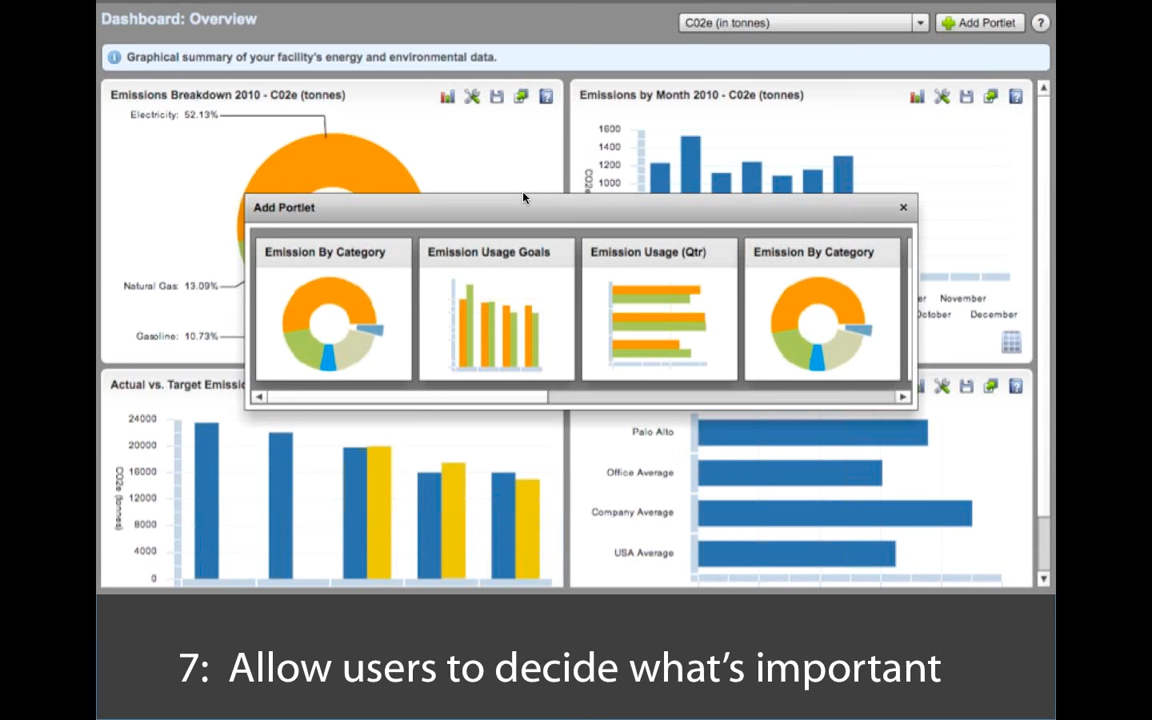 Dashboard: Overview
C02e (in tonnes)
Add Portlet
?
Graphical summary of your facility's energy and environmental data.
Emissions Breakdown 2010 - C02e (tonnes)
Electricity: 52.13%
Natural Gas: 13.09%
Gasoline: 10.73%
Emissions by Month 2010 - C02e (tonnes)
1600
1400
1200
1000
November
October
December
Add Portlet
Emission By Category
Emission Usage Goals
Emission Usage (Qtr)
Emission By Category
Actual vs. Target
24000
20000
16000
12000
8000
4000
0
CO2e (tonnes)
Palo Alto
Office Average
Company Average
USA Average
7: Allow users to decide what's important